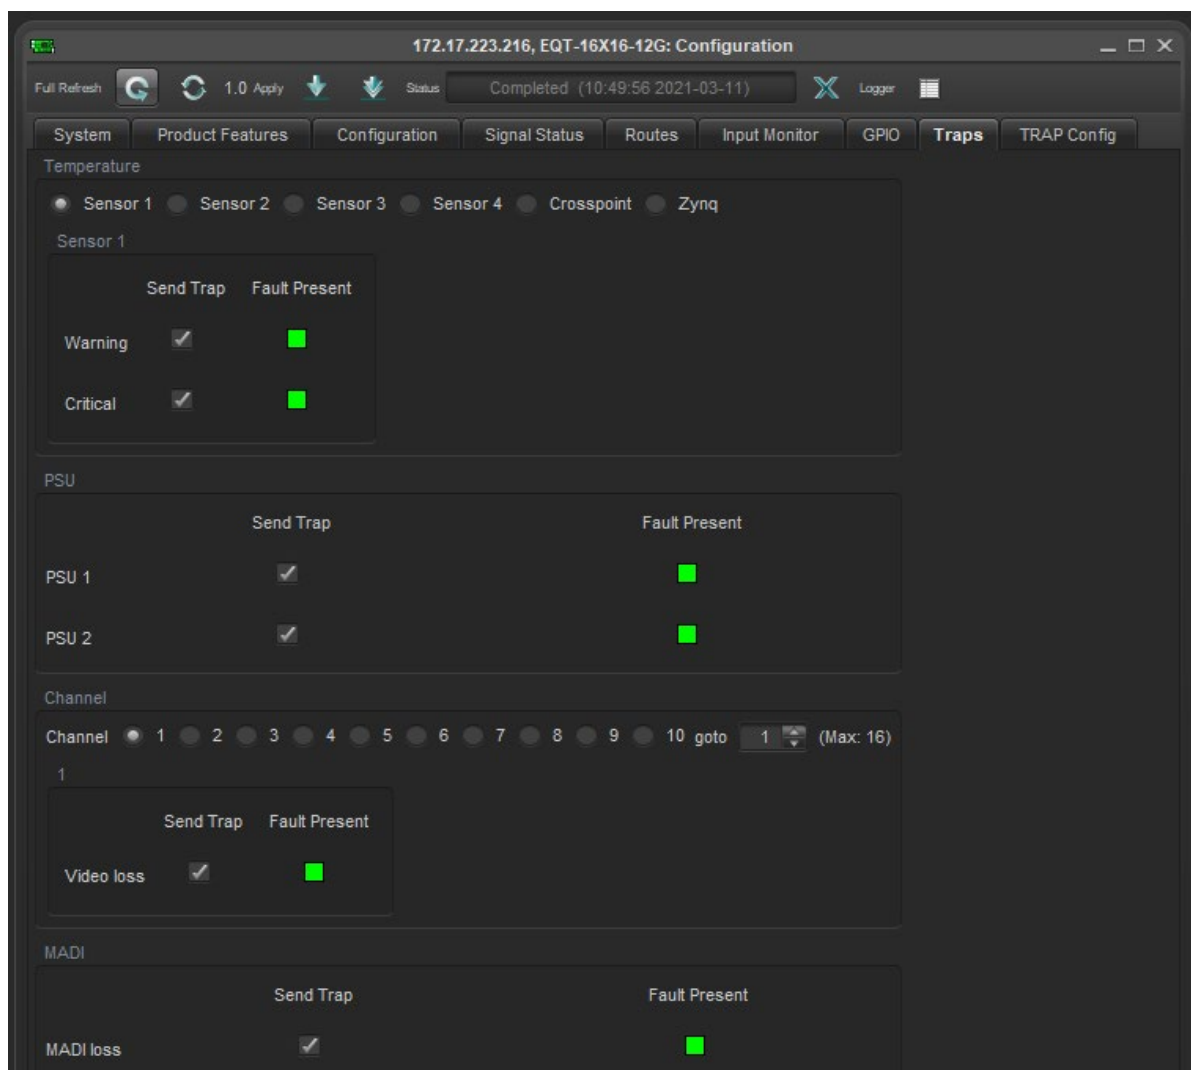 172.17.223.216, EQT-16X16-12G: Configuration
Full Refresh 1.0 Apply Status Completed (10:49:56 2021-03-11) Logger
System Product Features Configuration Signal Status Routes Input Monitor GPIO Traps TRAP Config
Temperature
Sensor 1 Sensor 2 Sensor 3 Sensor 4 Crosspoint Zynq
Sensor 1
Send Trap Fault Present
Warning
Critical
PSU
Send Trap Fault Present
PSU 1
PSU 2
Channel
Channel 1 2 3 4 5 6 7 8 9 10 goto 1 (Max: 16)
1
Send Trap Fault Present
Video loss
MADI
Send Trap Fault Present
MADI loss